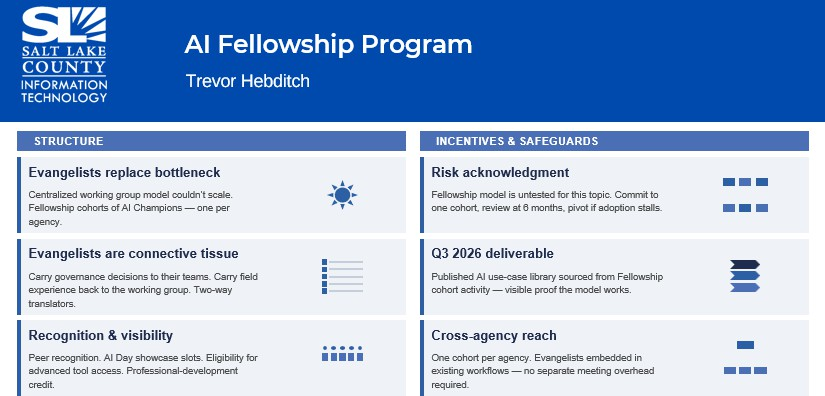 SL
SALT LAKE
COUNTY
INFORMATION
TECHNOLOGY
AI Fellowship Program
Trevor Hebditch
STRUCTURE
Evangelists replace bottleneck
Centralized working group model couldn't scale.
Fellowship cohorts of AI Champions — one per
agency.
Evangelists are connective tissue
Carry governance decisions to their teams. Carry field
experience back to the working group. Two-way
translators.
Recognition & visibility
Peer recognition. AI Day showcase slots. Eligibility for
advanced tool access. Professional-development
credit.
INCENTIVES & SAFEGUARDS
Risk acknowledgment
Fellowship model is untested for this topic. Commit to
one cohort, review at 6 months, pivot if adoption stalls.
Q3 2026 deliverable
Published AI use-case library sourced from Fellowship
cohort activity — visible proof the model works.
Cross-agency reach
One cohort per agency. Evangelists embedded in
existing workflows — no separate meeting overhead
required.